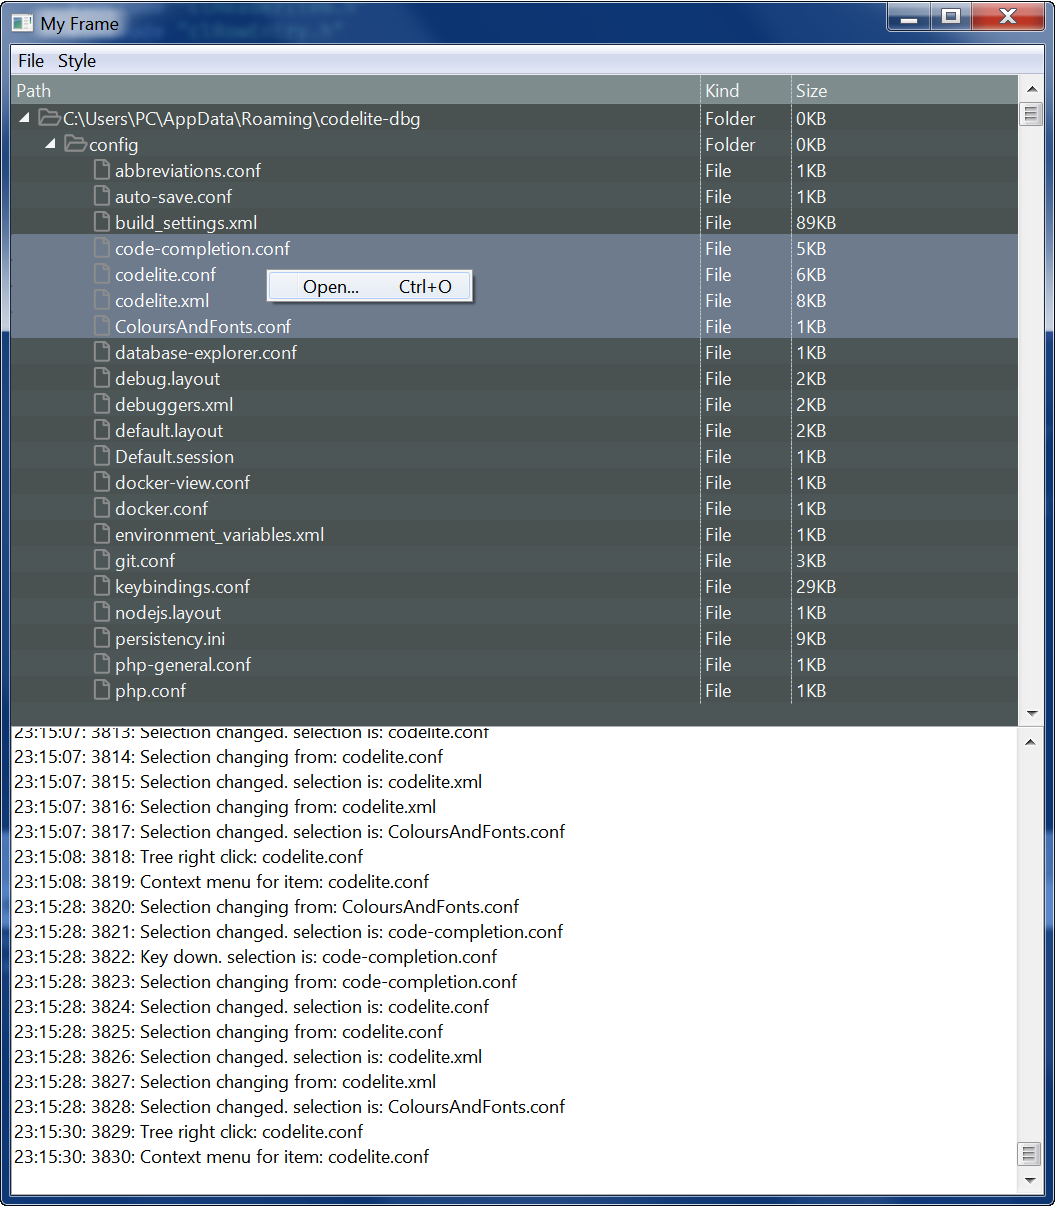 My Frame
File Style
Path Kind Size
C:\Users\PC\AppData\Roaming\codelite-dbg Folder 0KB
config Folder 0KB
abbreviations.conf File 1KB
auto-save.conf File 1KB
build_settings.xml File 89KB
code-completion.conf File 5KB
codelite.conf File 6KB
Open... Ctrl+O
codelite.xml File 8KB
ColoursAndFonts.conf File 1KB
database-explorer.conf File 1KB
debug.layout File 2KB
debuggers.xml File 2KB
default.layout File 2KB
Default.session File 1KB
docker-view.conf File 1KB
docker.conf File 1KB
environment_variables.xml File 1KB
git.conf File 3KB
keybindings.conf File 29KB
nodejs.layout File 1KB
persistency.ini File 9KB
php-general.conf File 1KB
php.conf File 1KB
23:15:07: 3813: Selection changed. selection is: codelite.conf
23:15:07: 3814: Selection changing from: codelite.conf
23:15:07: 3815: Selection changed. selection is: codelite.xml
23:15:07: 3816: Selection changing from: codelite.xml
23:15:07: 3817: Selection changed. selection is: ColoursAndFonts.conf
23:15:08: 3818: Tree right click: codelite.conf
23:15:08: 3819: Context menu for item: codelite.conf
23:15:28: 3820: Selection changing from: ColoursAndFonts.conf
23:15:28: 3821: Selection changed. selection is: code-completion.conf
23:15:28: 3822: Key down. selection is: code-completion.conf
23:15:28: 3823: Selection changing from: code-completion.conf
23:15:28: 3824: Selection changed. selection is: codelite.conf
23:15:28: 3825: Selection changing from: codelite.conf
23:15:28: 3826: Selection changed. selection is: codelite.xml
23:15:28: 3827: Selection changing from: codelite.xml
23:15:28: 3828: Selection changed. selection is: ColoursAndFonts.conf
23:15:30: 3829: Tree right click: codelite.conf
23:15:30: 3830: Context menu for item: codelite.conf